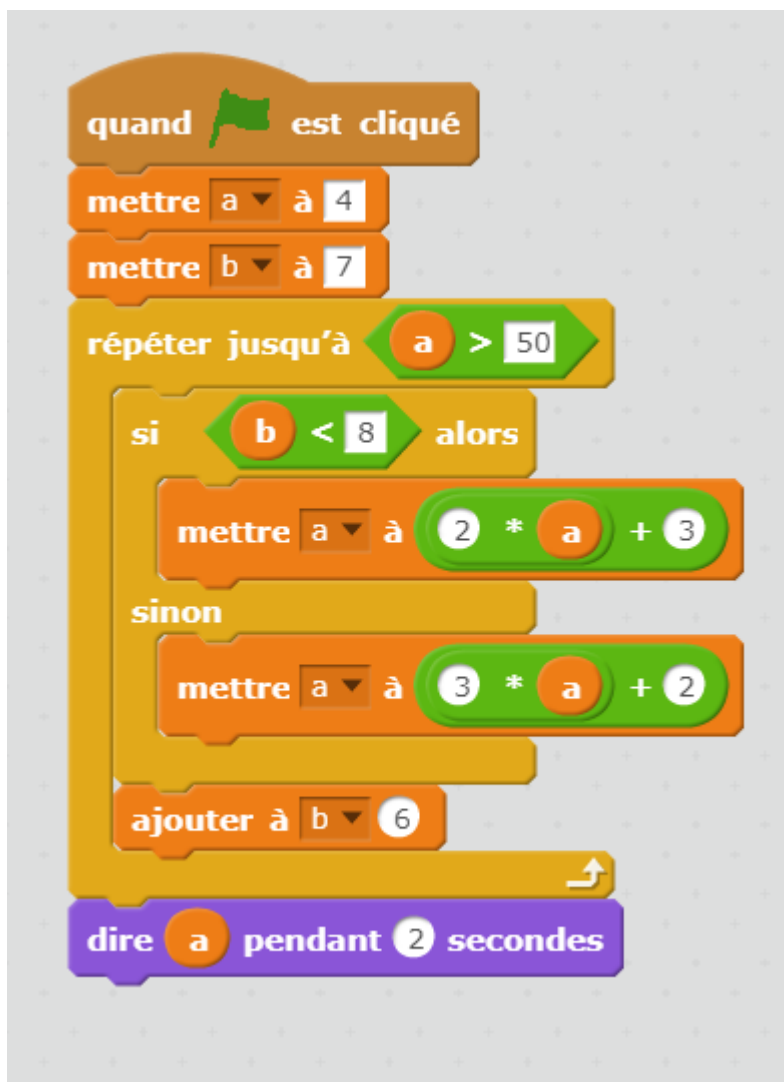 quand est cliqué
mettre a à 4
mettre b à 7
répéter jusqu’à a > 50
si b < 8 alors
mettre a à 2 * a + 3
sinon
mettre a à 3 * a + 2
ajouter à b 6
dire a pendant 2 secondes